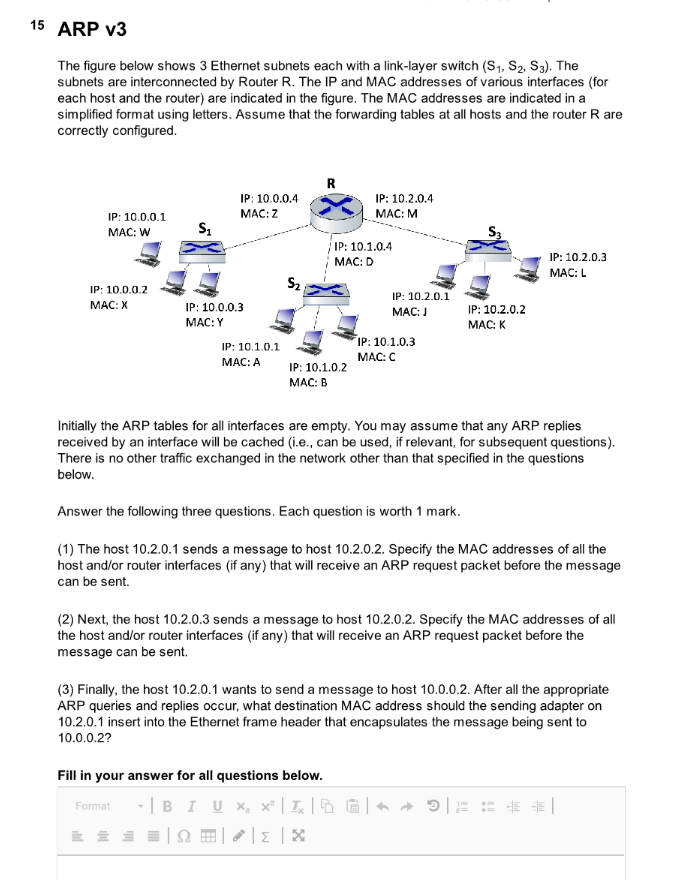 15 ARP v3
The figure below shows 3 Ethernet subnets each with a link-layer switch (S₁, S₂, S₃). The
subnets are interconnected by Router R. The IP and MAC addresses of various interfaces (for
each host and the router) are indicated in the figure. The MAC addresses are indicated in a
simplified format using letters. Assume that the forwarding tables at all hosts and the router R are
correctly configured.
R
IP: 10.0.0.4
MAC: Z
IP: 10.2.0.4
MAC: M
IP: 10.0.0.1
MAC: W
S₁
S₃
IP: 10.1.0.4
MAC: D
IP: 10.2.0.3
MAC: L
S₂
IP: 10.0.0.2
MAC: X
IP: 10.0.0.3
MAC: Y
IP: 10.2.0.1
MAC: J
IP: 10.2.0.2
MAC: K
IP: 10.1.0.1
MAC: A
IP: 10.1.0.3
MAC: C
IP: 10.1.0.2
MAC: B
Initially the ARP tables for all interfaces are empty. You may assume that any ARP replies
received by an interface will be cached (i.e., can be used, if relevant, for subsequent questions).
There is no other traffic exchanged in the network other than that specified in the questions
below.
Answer the following three questions. Each question is worth 1 mark.
(1) The host 10.2.0.1 sends a message to host 10.2.0.2. Specify the MAC addresses of all the
host and/or router interfaces (if any) that will receive an ARP request packet before the message
can be sent.
(2) Next, the host 10.2.0.3 sends a message to host 10.2.0.2. Specify the MAC addresses of all
the host and/or router interfaces (if any) that will receive an ARP request packet before the
message can be sent.
(3) Finally, the host 10.2.0.1 wants to send a message to host 10.0.0.2. After all the appropriate
ARP queries and replies occur, what destination MAC address should the sending adapter on
10.2.0.1 insert into the Ethernet frame header that encapsulates the message being sent to
10.0.0.2?
Fill in your answer for all questions below.
Format B I U x₂ x² Tₓ
Ω Σ